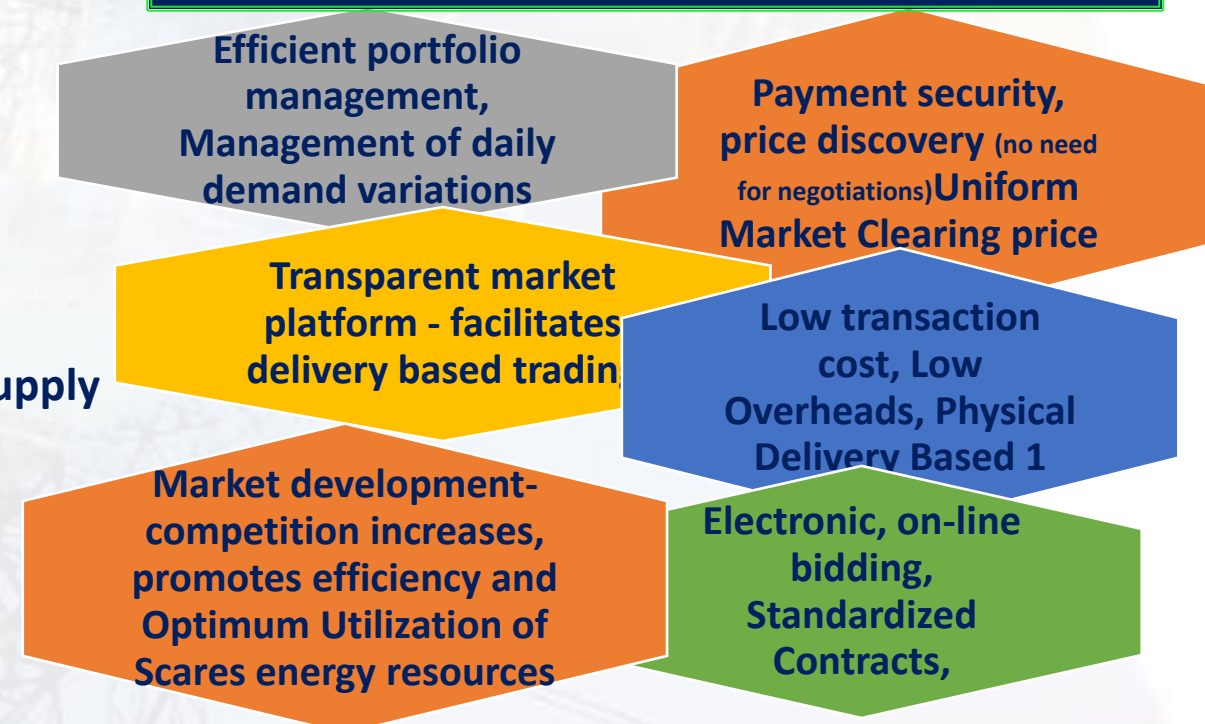 Efficient portfolio
management,
Management of daily
demand variations
Payment security,
price discovery (no need
for negotiations)Uniform
Market Clearing price
Transparent market
platform - facilitates
delivery based tradin
Low transaction
cost, Low
Overheads, Physical
Delivery Based 1
upply
Market development-
competition increases,
promotes efficiency and
Optimum Utilization of
Scares energy resources
Electronic, on-line
bidding,
Standardized
Contracts,